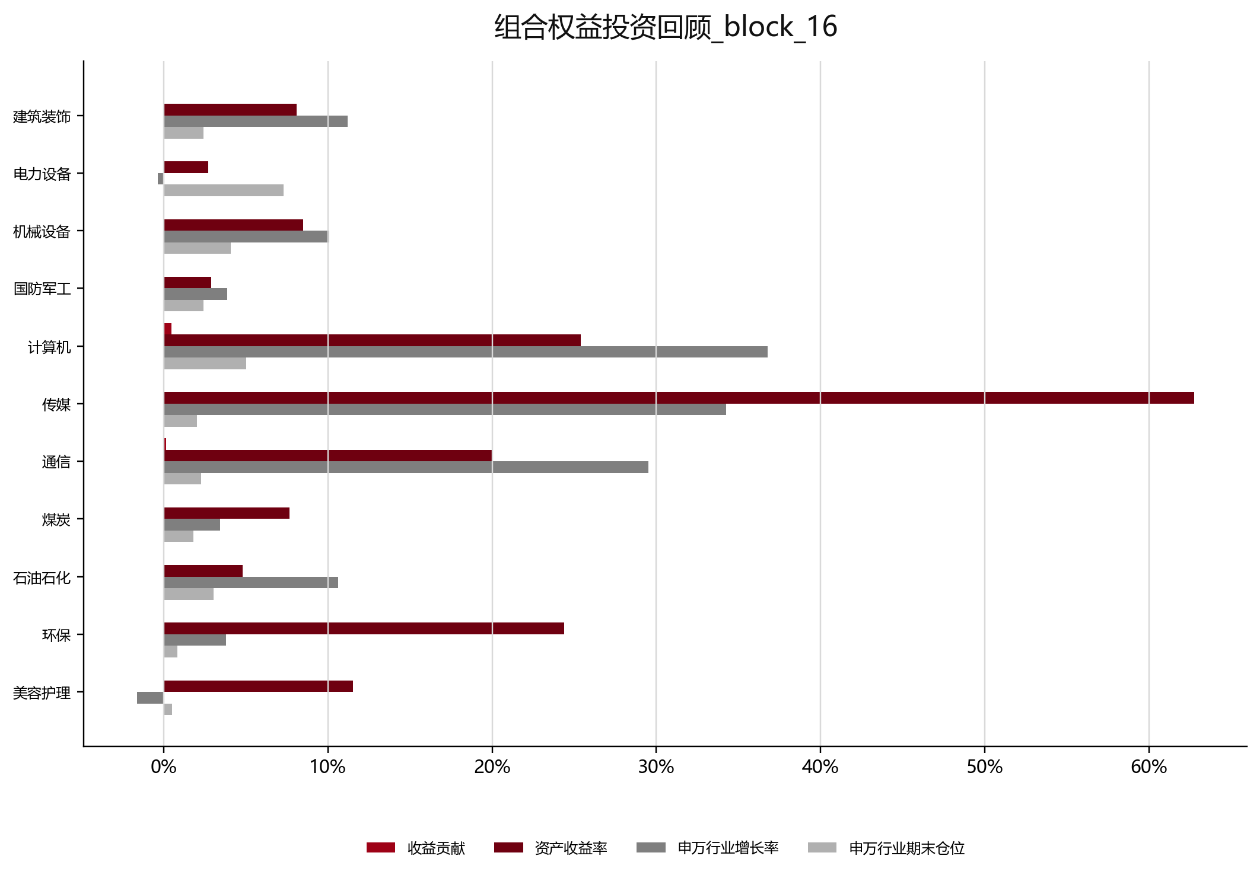 组合权益投资回顾_block_16
建筑装饰
电力设备
机械设备
国防军工
计算机
传媒
通信
煤炭
石油石化
环保
美容护理
0% 10% 20% 30% 40% 50% 60%
收益贡献 资产收益率 申万行业增长率 申万行业期末仓位